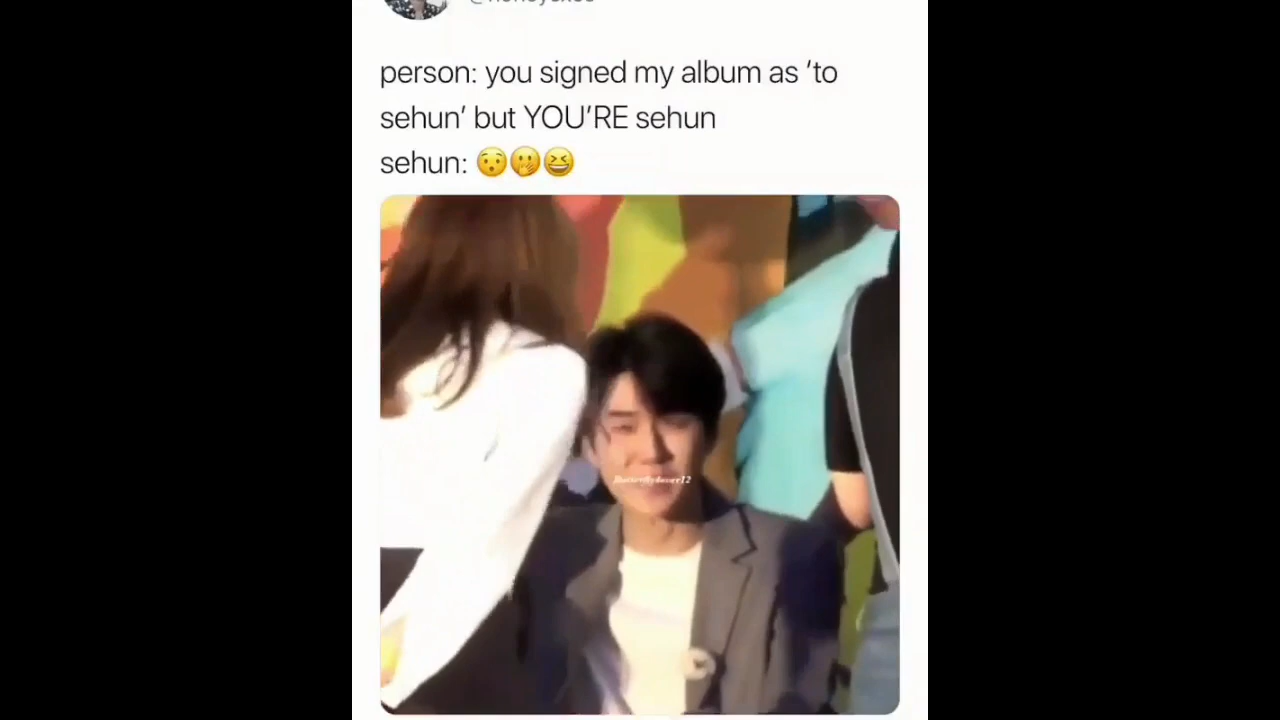 person: you signed my album as ‘to
sehun’ but YOU’RE sehun
sehun: 😯🤭😆